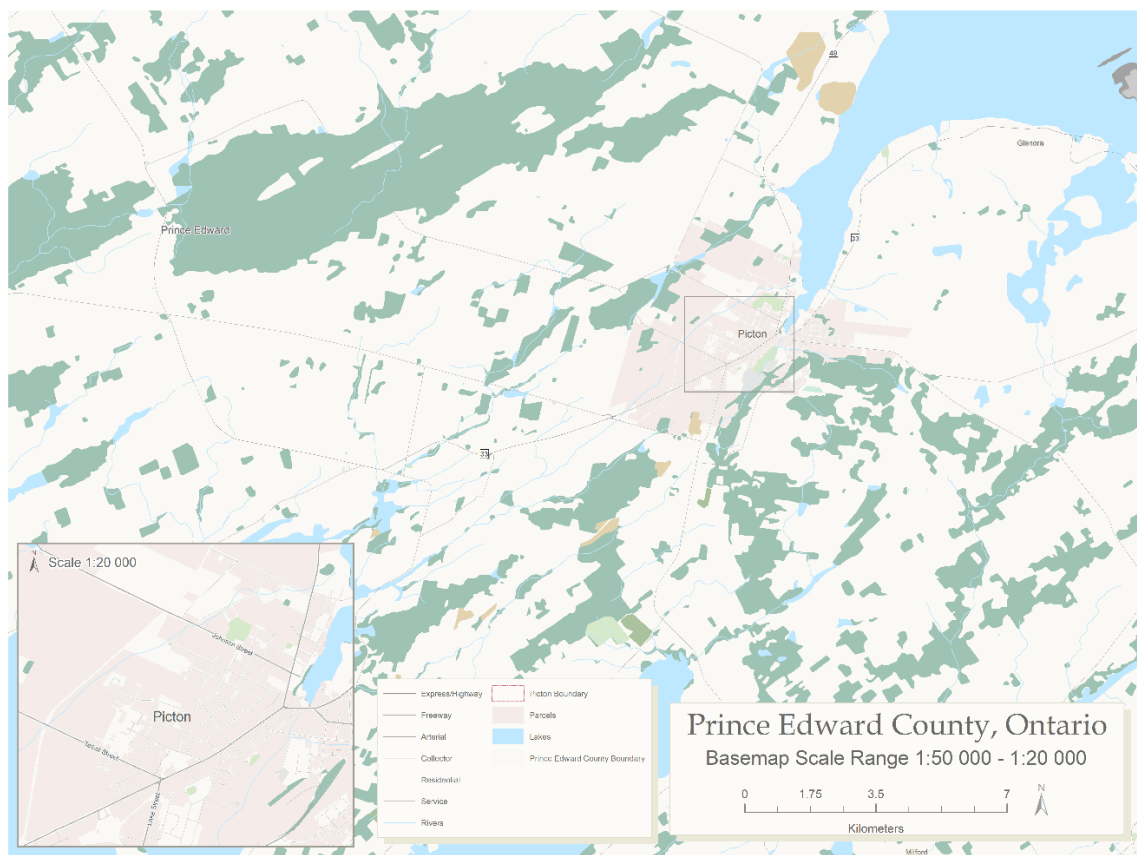 49
Glenora
Prince Edward
33
Picton
33
N
Scale 1:20 000
Johnson Street
Picton
Lake Street
Express/Highway
Freeway
Arterial
Collector
Residential
Service
Rivers
Picton Boundary
Parcels
Lakes
Prince Edward County Boundary
Prince Edward County, Ontario
Basemap Scale Range 1:50 000 - 1:20 000
0 1.75 3.5 7
N
Kilometers
Milford